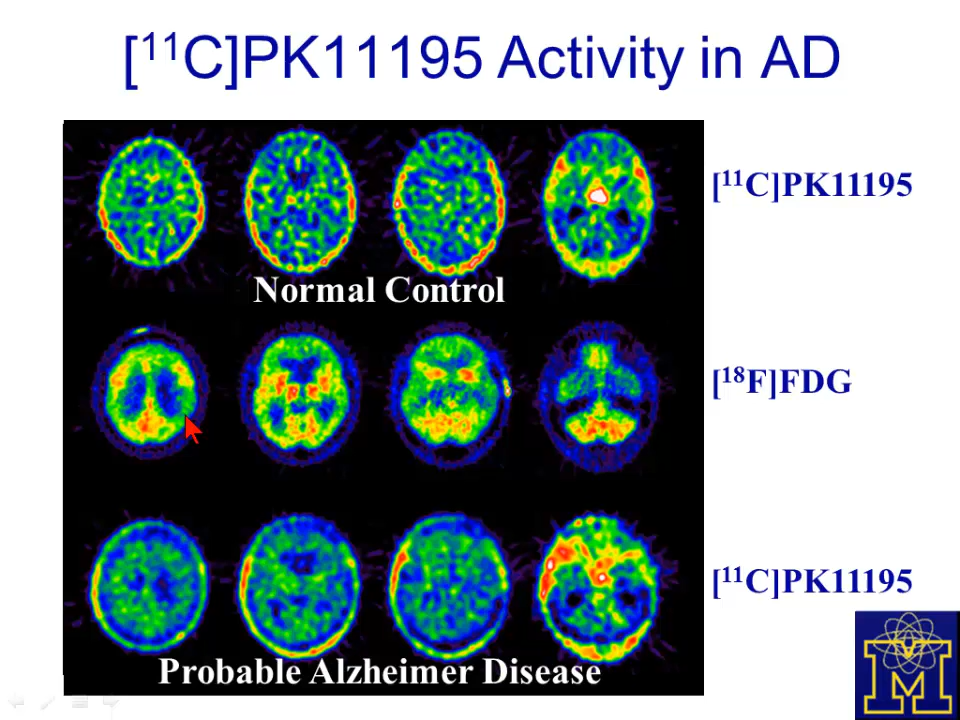 [¹¹C]PK11195 Activity in AD
[¹¹C]PK11195
Normal Control
[¹⁸F]FDG
[¹¹C]PK11195
Probable Alzheimer Disease
M